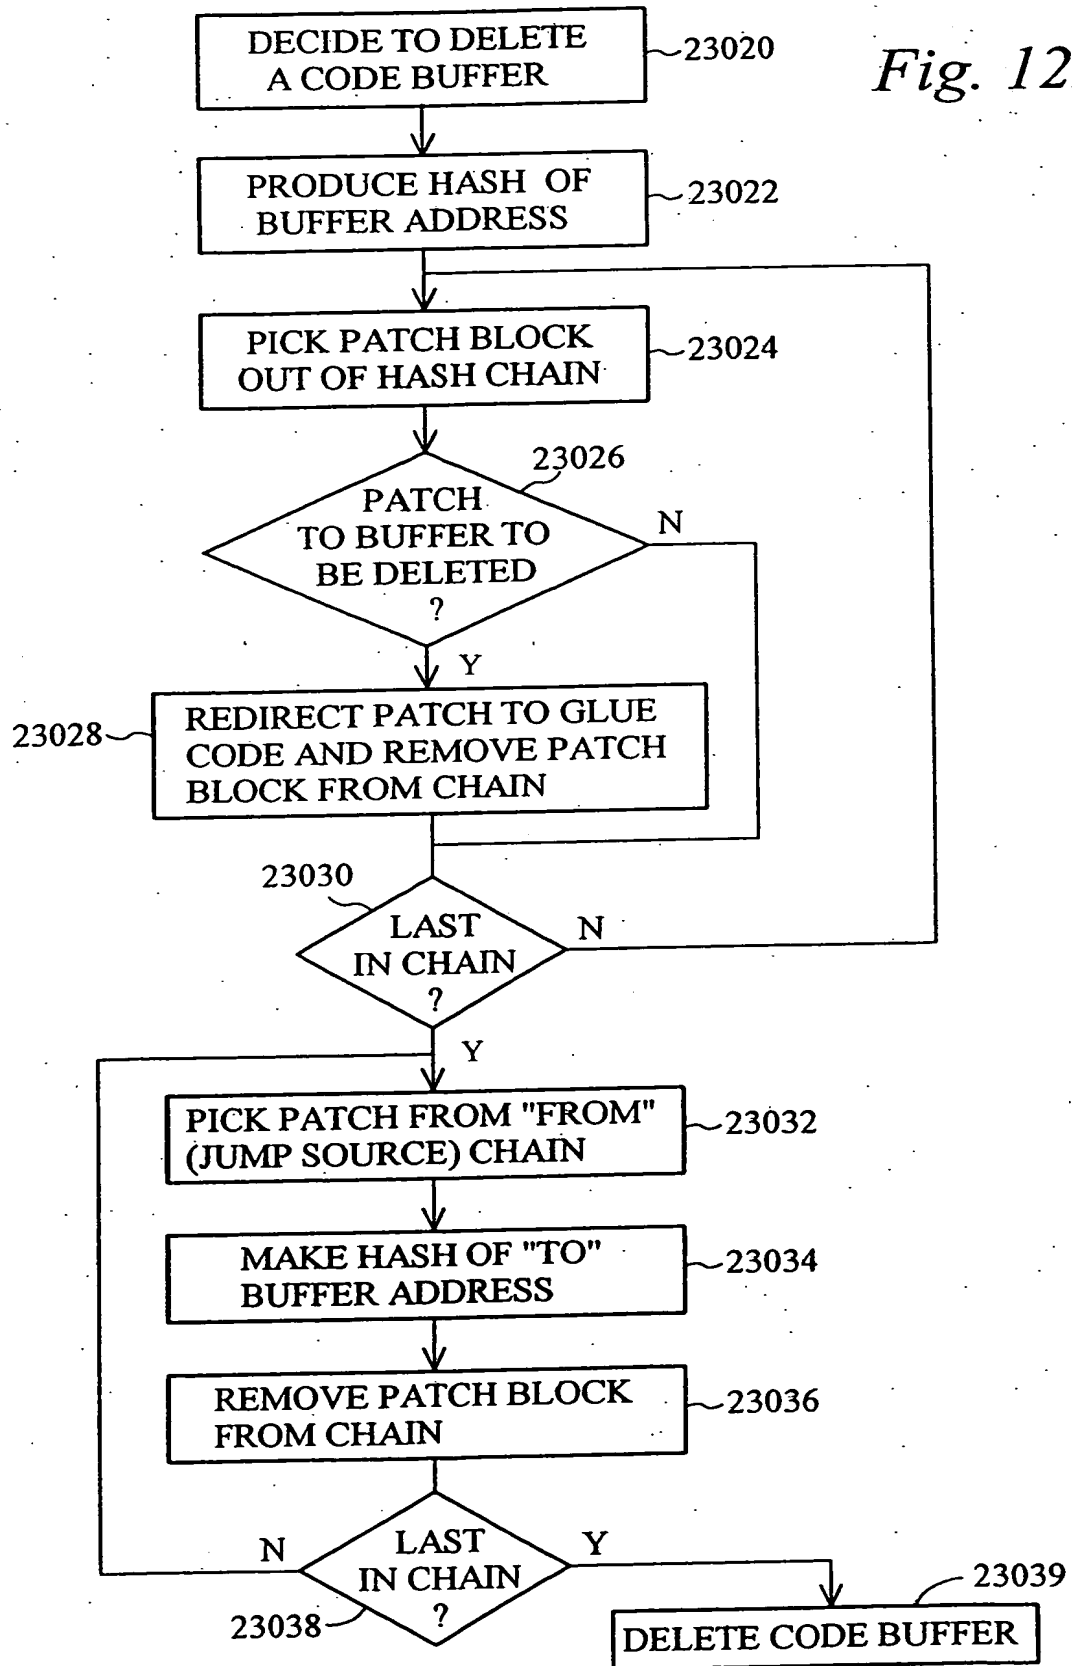 DECIDE TO DELETE
A CODE BUFFER
23020
Fig. 12
PRODUCE HASH OF
BUFFER ADDRESS
23022
PICK PATCH BLOCK
OUT OF HASH CHAIN
23024
23026
PATCH
TO BUFFER TO
BE DELETED
?
N
Y
23028
REDIRECT PATCH TO GLUE
CODE AND REMOVE PATCH
BLOCK FROM CHAIN
23030
LAST
IN CHAIN
?
N
Y
PICK PATCH FROM "FROM"
(JUMP SOURCE) CHAIN
23032
MAKE HASH OF "TO"
BUFFER ADDRESS
23034
REMOVE PATCH BLOCK
FROM CHAIN
23036
N
LAST
IN CHAIN
?
Y
23038
23039
DELETE CODE BUFFER